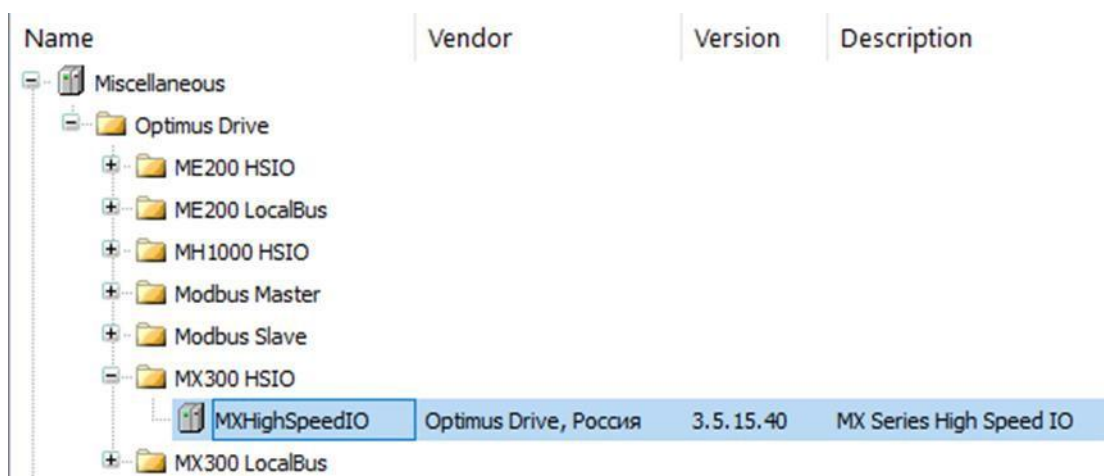 Name Vendor Version Description
Miscellaneous
Optimus Drive
ME200 HSIO
ME200 LocalBus
MH1000 HSIO
Modbus Master
Modbus Slave
MX300 HSIO
MXHighSpeedIO Optimus Drive, Россия 3.5.15.40 MX Series High Speed IO
MX300 LocalBus